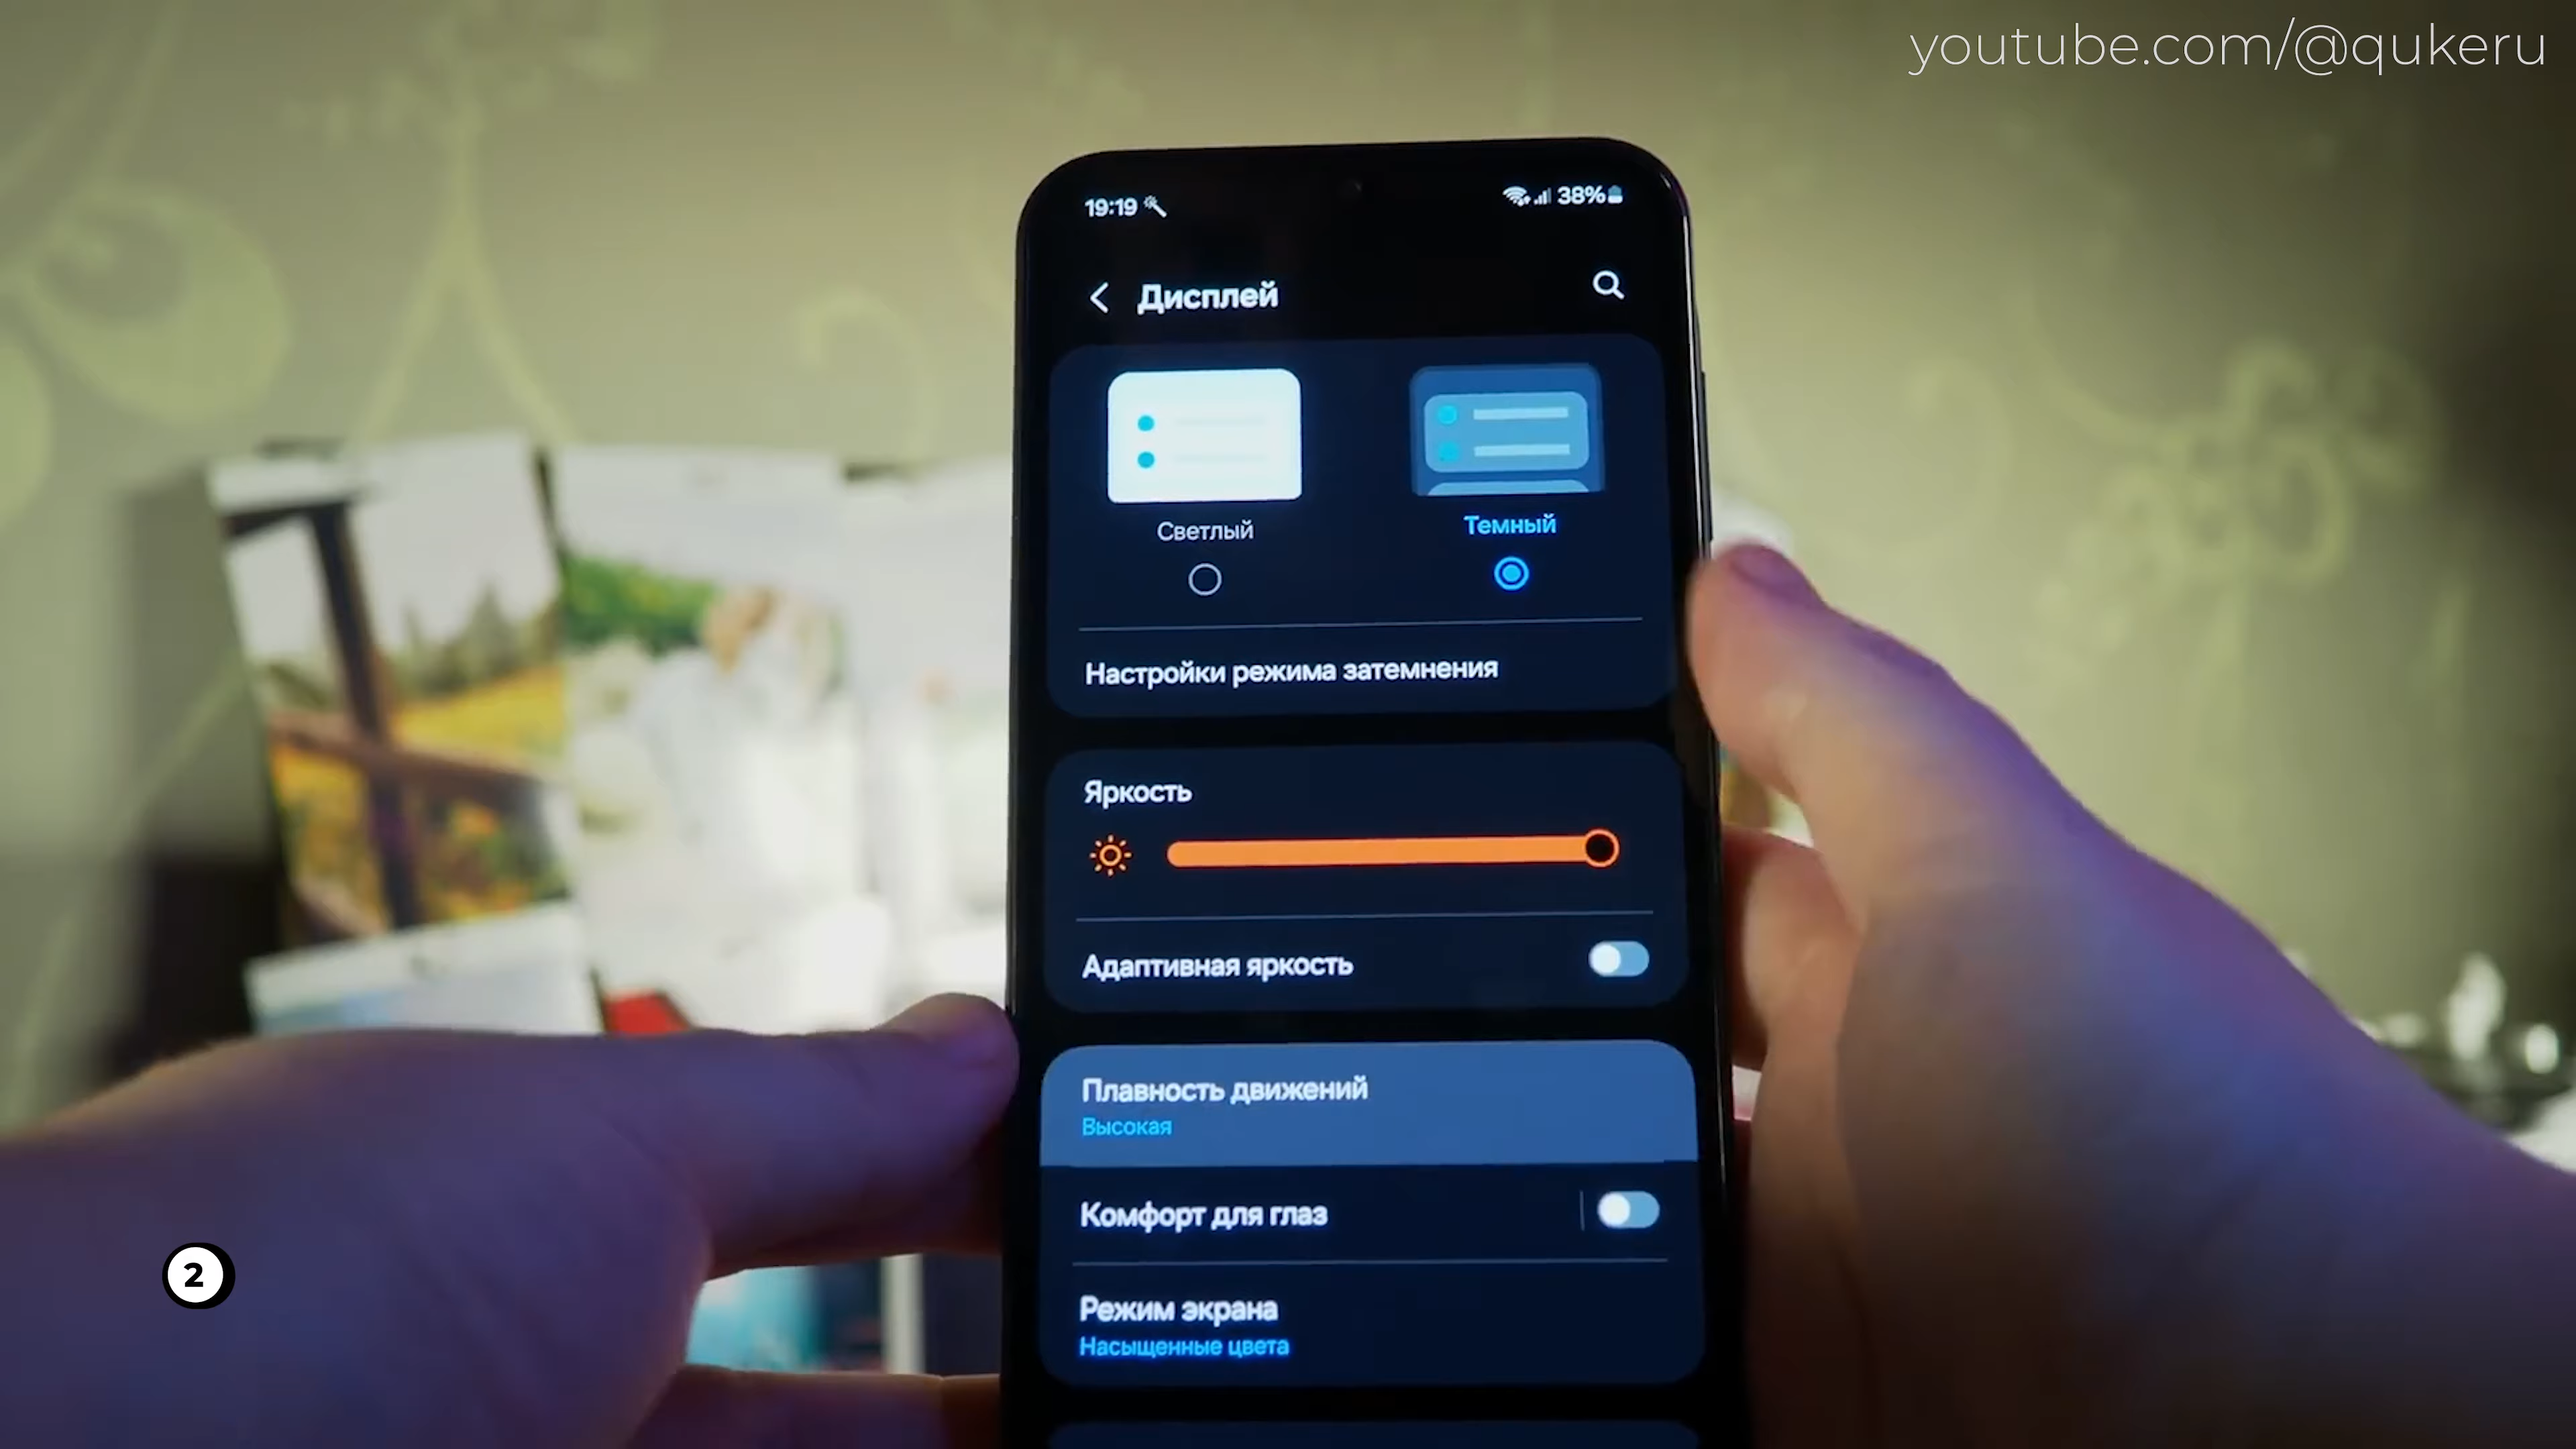 youtube.com/@qukeru
19:19
38%
Дисплей
Светлый
Темный
Настройки режима затемнения
Яркость
Адаптивная яркость
Плавность движений
Высокая
Комфорт для глаз
Режим экрана
Насыщенные цвета
2